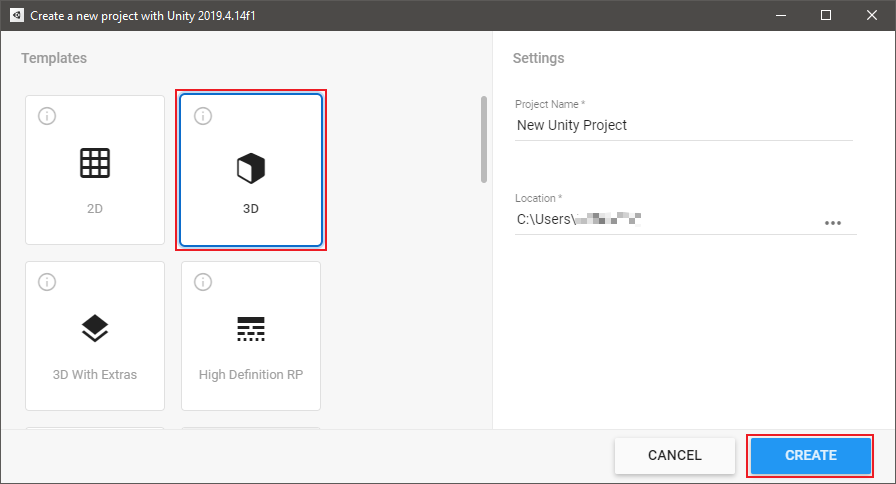 Create a new project with Unity 2019.4.14f1
Templates
2D
3D
3D With Extras
High Definition RP
Settings
Project Name *
New Unity Project
Location *
C:\Users\
CANCEL
CREATE